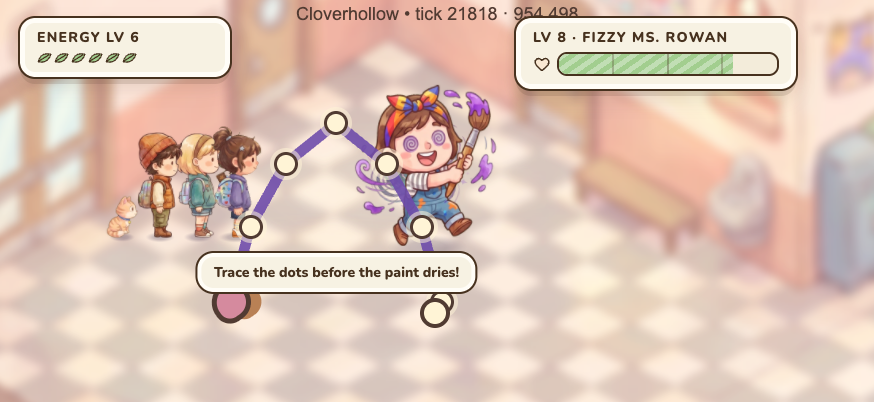 Cloverhollow • tick 21818 · 954,498
ENERGY LV 6
LV 8 · FIZZY MS. ROWAN
Trace the dots before the paint dries!